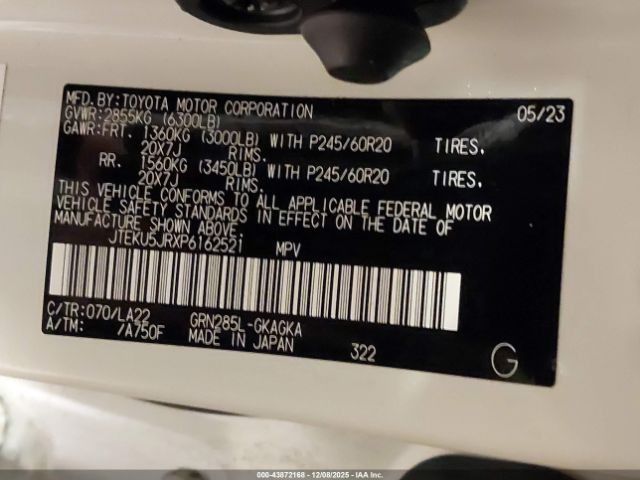 MFD.BY:TOYOTA MOTOR CORPORATION 05/23
GVWR:2855KG (6300LB)
GAWR:FRT. 1360KG (3000LB) WITH P245/60R20 TIRES,
20X7J RIMS.
RR. 1560KG (3450LB) WITH P245/60R20 TIRES,
20X7J RIMS.
THIS VEHICLE CONFORMS TO ALL APPLICABLE FEDERAL MOTOR
VEHICLE SAFETY STANDARDS IN EFFECT ON THE DATE OF
MANUFACTURE SHOWN ABOVE.
JTEKU5JRXP6162521 MPV
C/TR:070/LA22 GRN285L-GKAGKA
A/TM: /A750F MADE IN JAPAN 322 G
000-43872168 - 12/08/2025 - IAA Inc.